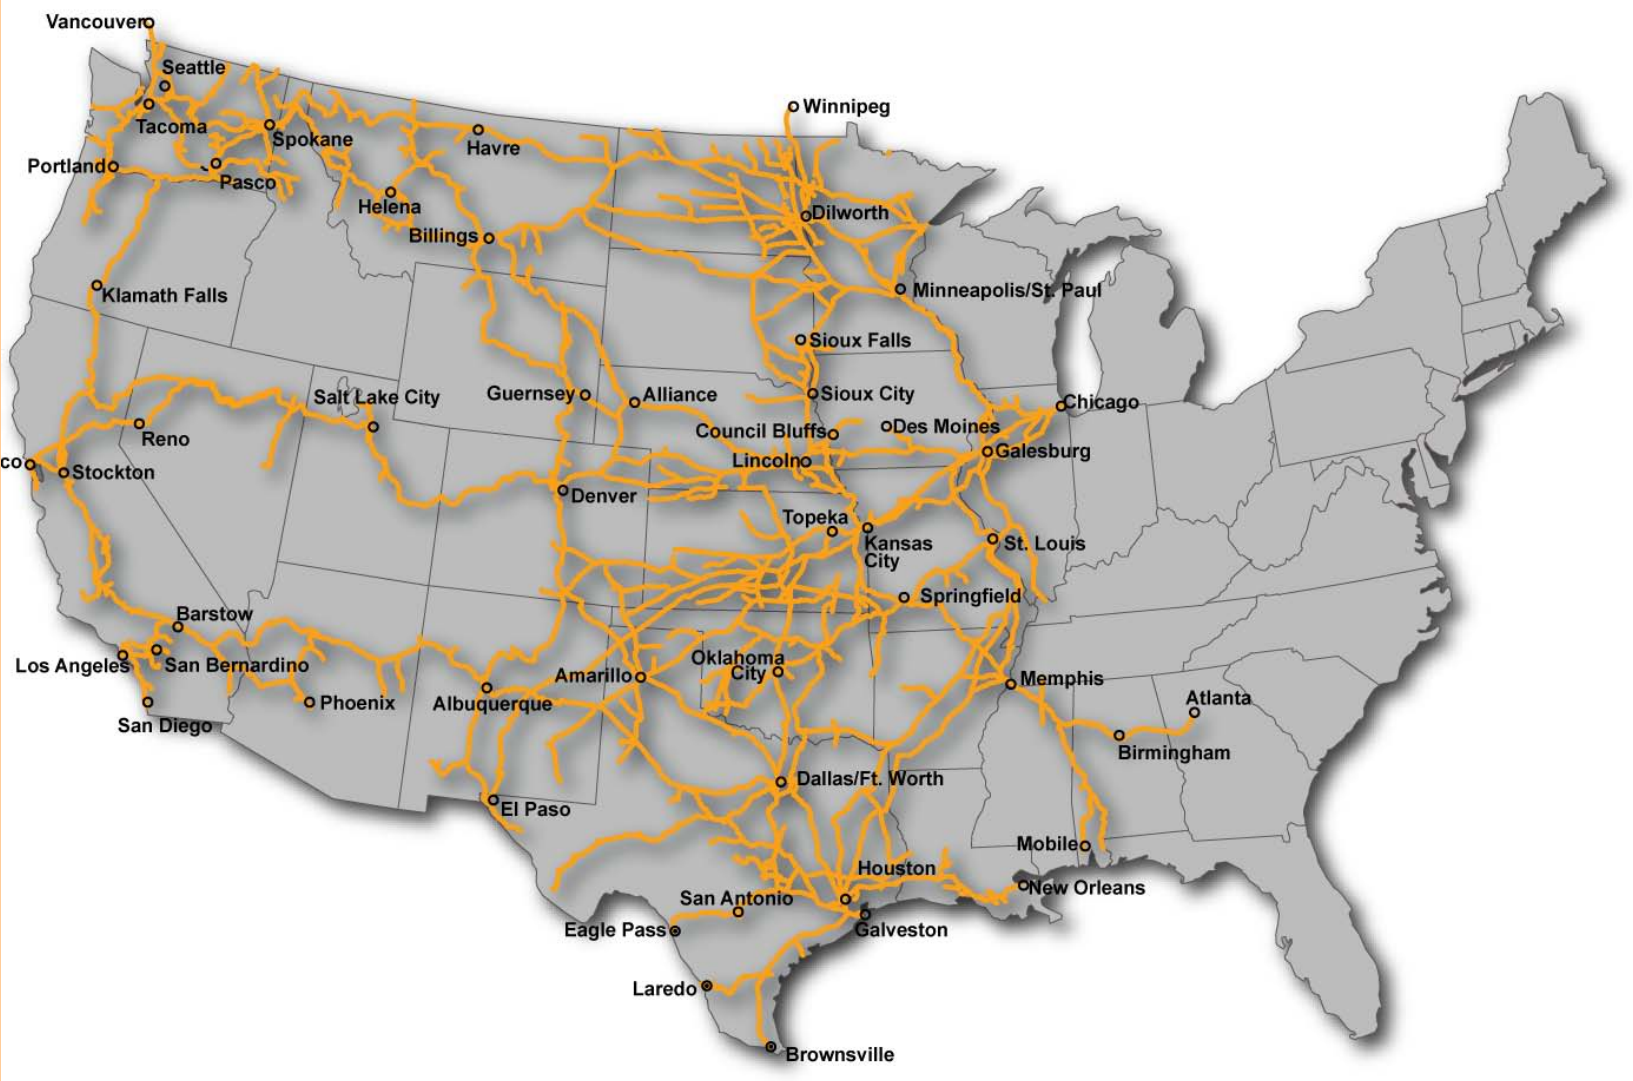 Vancouver
Seattle
Winnipeg
Tacoma
Spokane
Havre
Portland
Pasco
Helena
Dilworth
Billings
Klamath Falls
Minneapolis/St. Paul
Sioux Falls
Salt Lake City
Guernsey
Alliance
Sioux City
Chicago
Reno
Council Bluffs
Des Moines
Galesburg
Lincoln
co
Stockton
Denver
Topeka
Kansas
City
St. Louis
Barstow
Springfield
Los Angeles
San Bernardino
Oklahoma
City
Amarillo
Memphis
Phoenix
Albuquerque
Atlanta
San Diego
Birmingham
Dallas/Ft. Worth
El Paso
Mobile
Houston
New Orleans
San Antonio
Eagle Pass
Galveston
Laredo
Brownsville